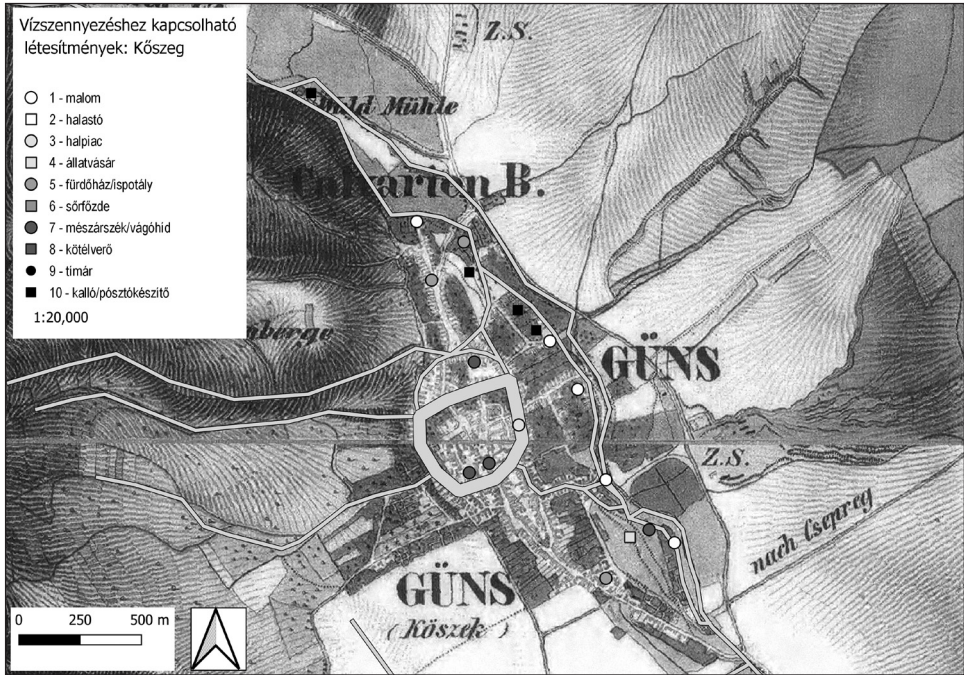 Vízszennyezéshez kapcsolható
létesítmények: Kőszeg
1 - malom
2 - halastó
3 - halpiac
4 - állatvásár
5 - fürdőház/ispotály
6 - sörfőzde
7 - mészárszék/vágóhíd
8 - kötélverő
9 - tímár
10 - kalló/pósztókészítő
1:20,000
Z.S.
Mühle
Calvarien B.
GÜNS
Z.S.
nach Csepreg
GÜNS
(Köszek)
0 250 500 m